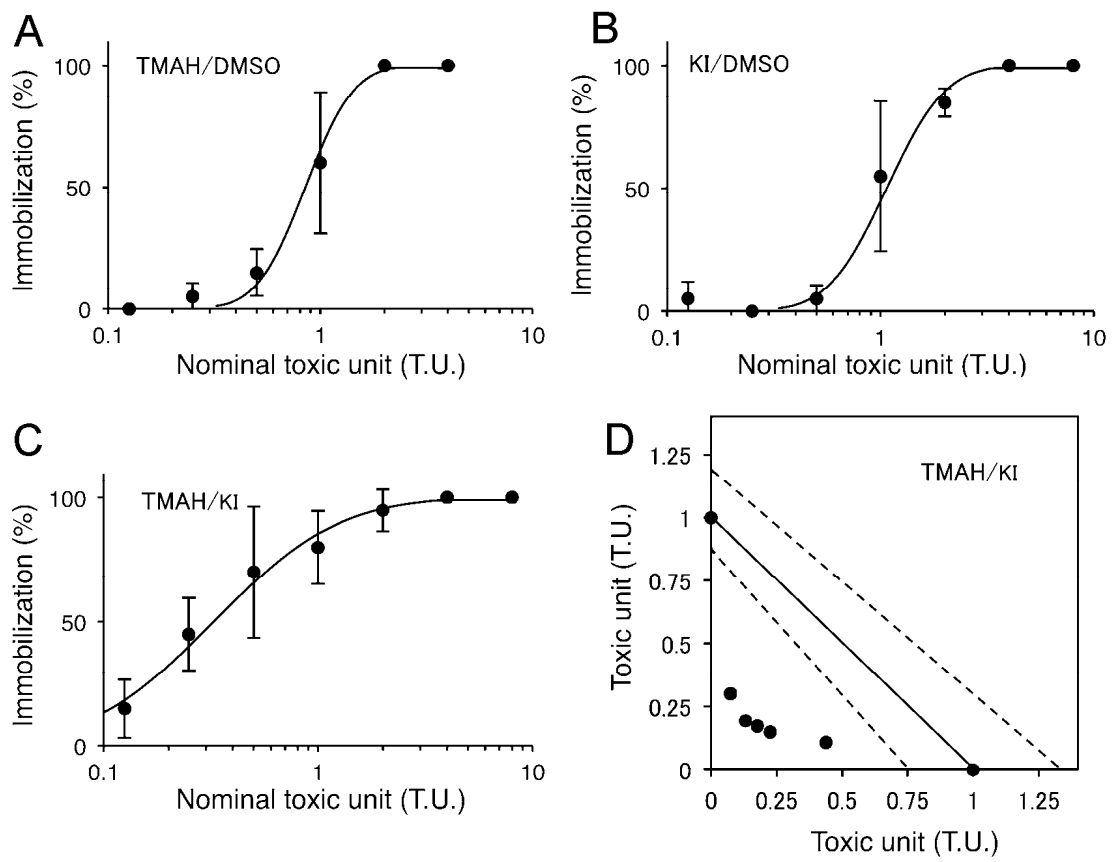 A
TMAH/DMSO
Immobilization (%)
100
50
0
0.1
1
10
Nominal toxic unit (T.U.)
B
KI/DMSO
Immobilization (%)
100
50
0
0.1
1
10
Nominal toxic unit (T.U.)
C
TMAH/KI
Immobilization (%)
100
50
0
0.1
1
10
Nominal toxic unit (T.U.)
D
TMAH/KI
Toxic unit (T.U.)
1.25
1
0.75
0.5
0.25
0
0
0.25
0.5
0.75
1
1.25
Toxic unit (T.U.)